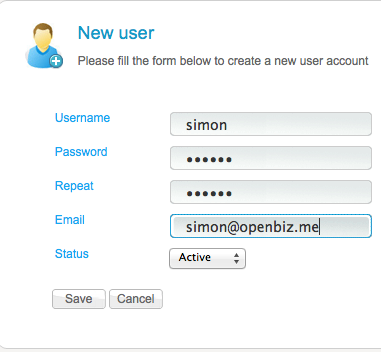 New user
Please fill the form below to create a new user account
Username simon
Password ••••••
Repeat ••••••
Email simon@openbiz.me
Status Active
Save Cancel